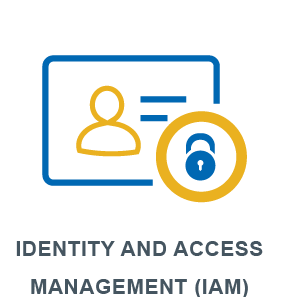 IDENTITY AND ACCESS
MANAGEMENT (IAM)